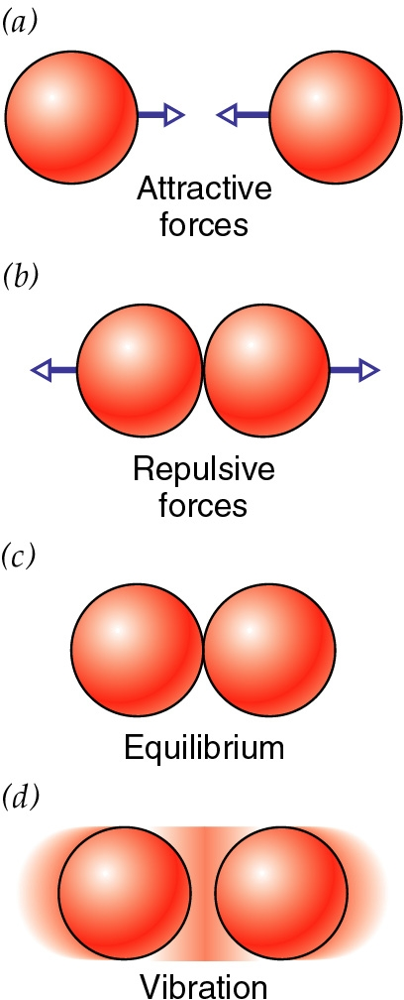 (a)
Attractive
forces
(b)
Repulsive
forces
(c)
Equilibrium
(d)
Vibration